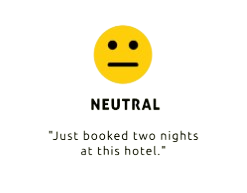 NEUTRAL
"Just booked two nights
at this hotel."